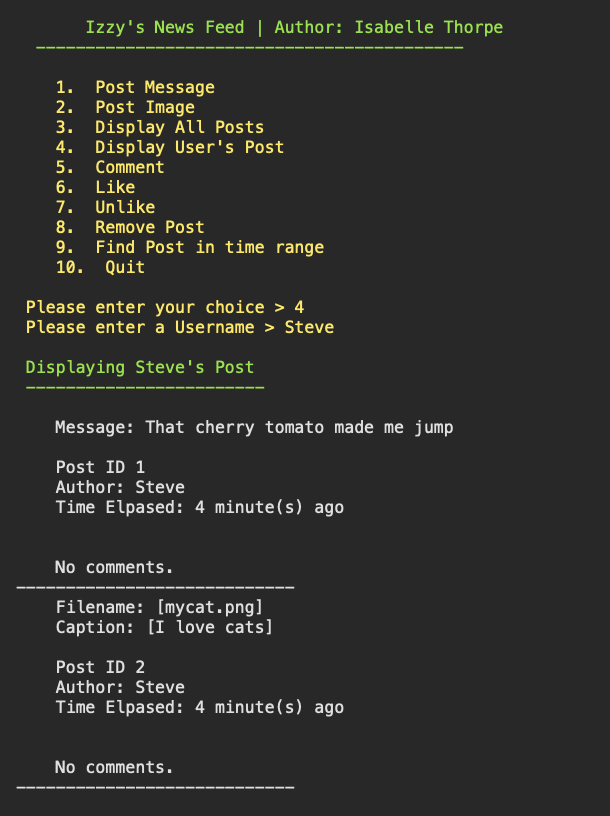 Izzy's News Feed | Author: Isabelle Thorpe
-------------------------------------------
1. Post Message
2. Post Image
3. Display All Posts
4. Display User's Post
5. Comment
6. Like
7. Unlike
8. Remove Post
9. Find Post in time range
10. Quit
Please enter your choice > 4
Please enter a Username > Steve
Displaying Steve's Post
------------------------
Message: That cherry tomato made me jump
Post ID 1
Author: Steve
Time Elpased: 4 minute(s) ago
No comments.
----------------------------
Filename: [mycat.png]
Caption: [I love cats]
Post ID 2
Author: Steve
Time Elpased: 4 minute(s) ago
No comments.
----------------------------